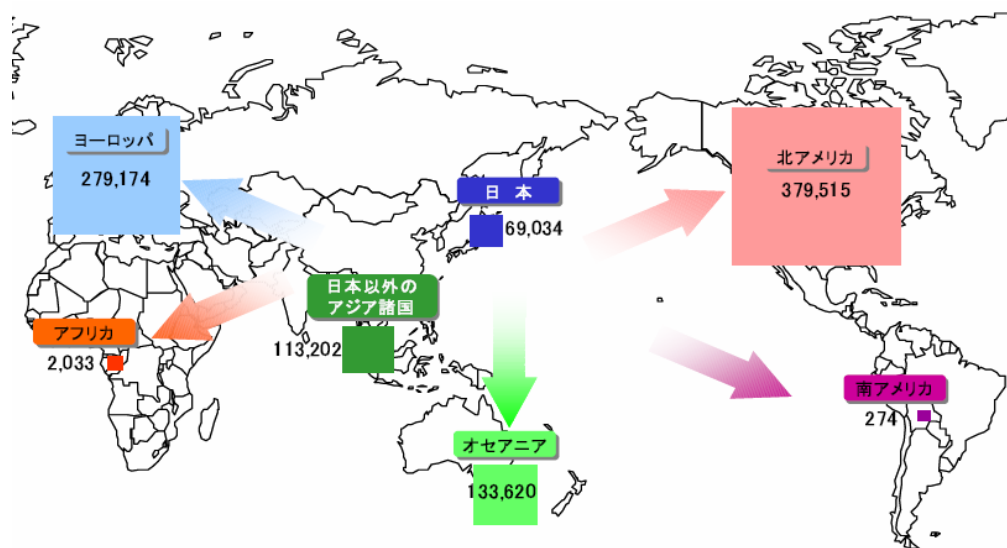 ヨーロッパ
279,174
北アメリカ
379,515
日本
69,034
日本以外の
アジア諸国
113,202
アフリカ
2,033
南アメリカ
274
オセアニア
133,620